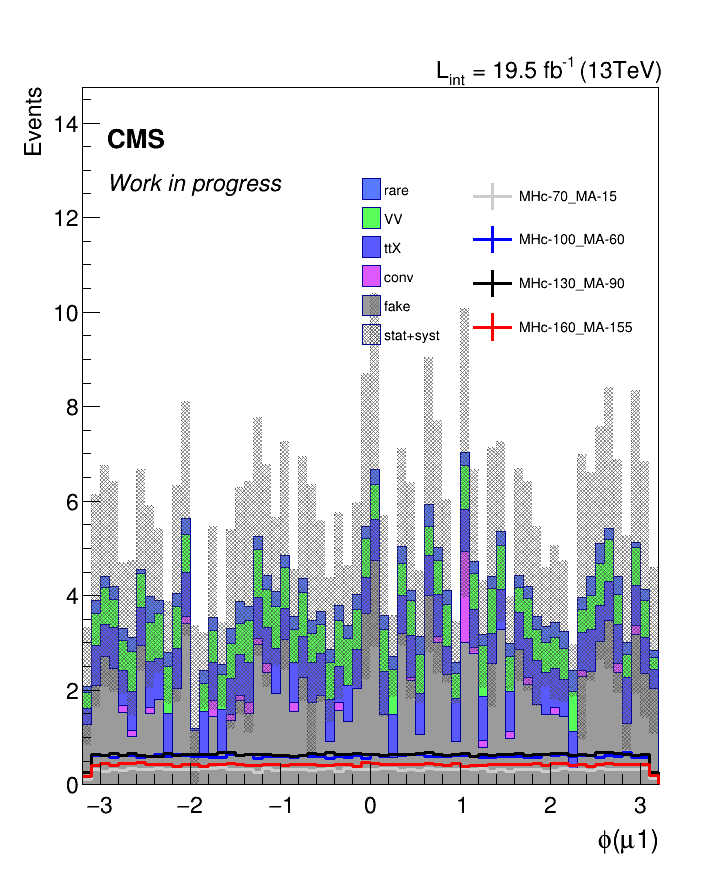 L_int = 19.5 fb^-1 (13TeV)
Events
CMS
Work in progress
rare
VV
ttX
conv
fake
stat+syst
MHc-70_MA-15
MHc-100_MA-60
MHc-130_MA-90
MHc-160_MA-155
14
12
10
8
6
4
2
0
−3 −2 −1 0 1 2 3
ϕ(μ1)